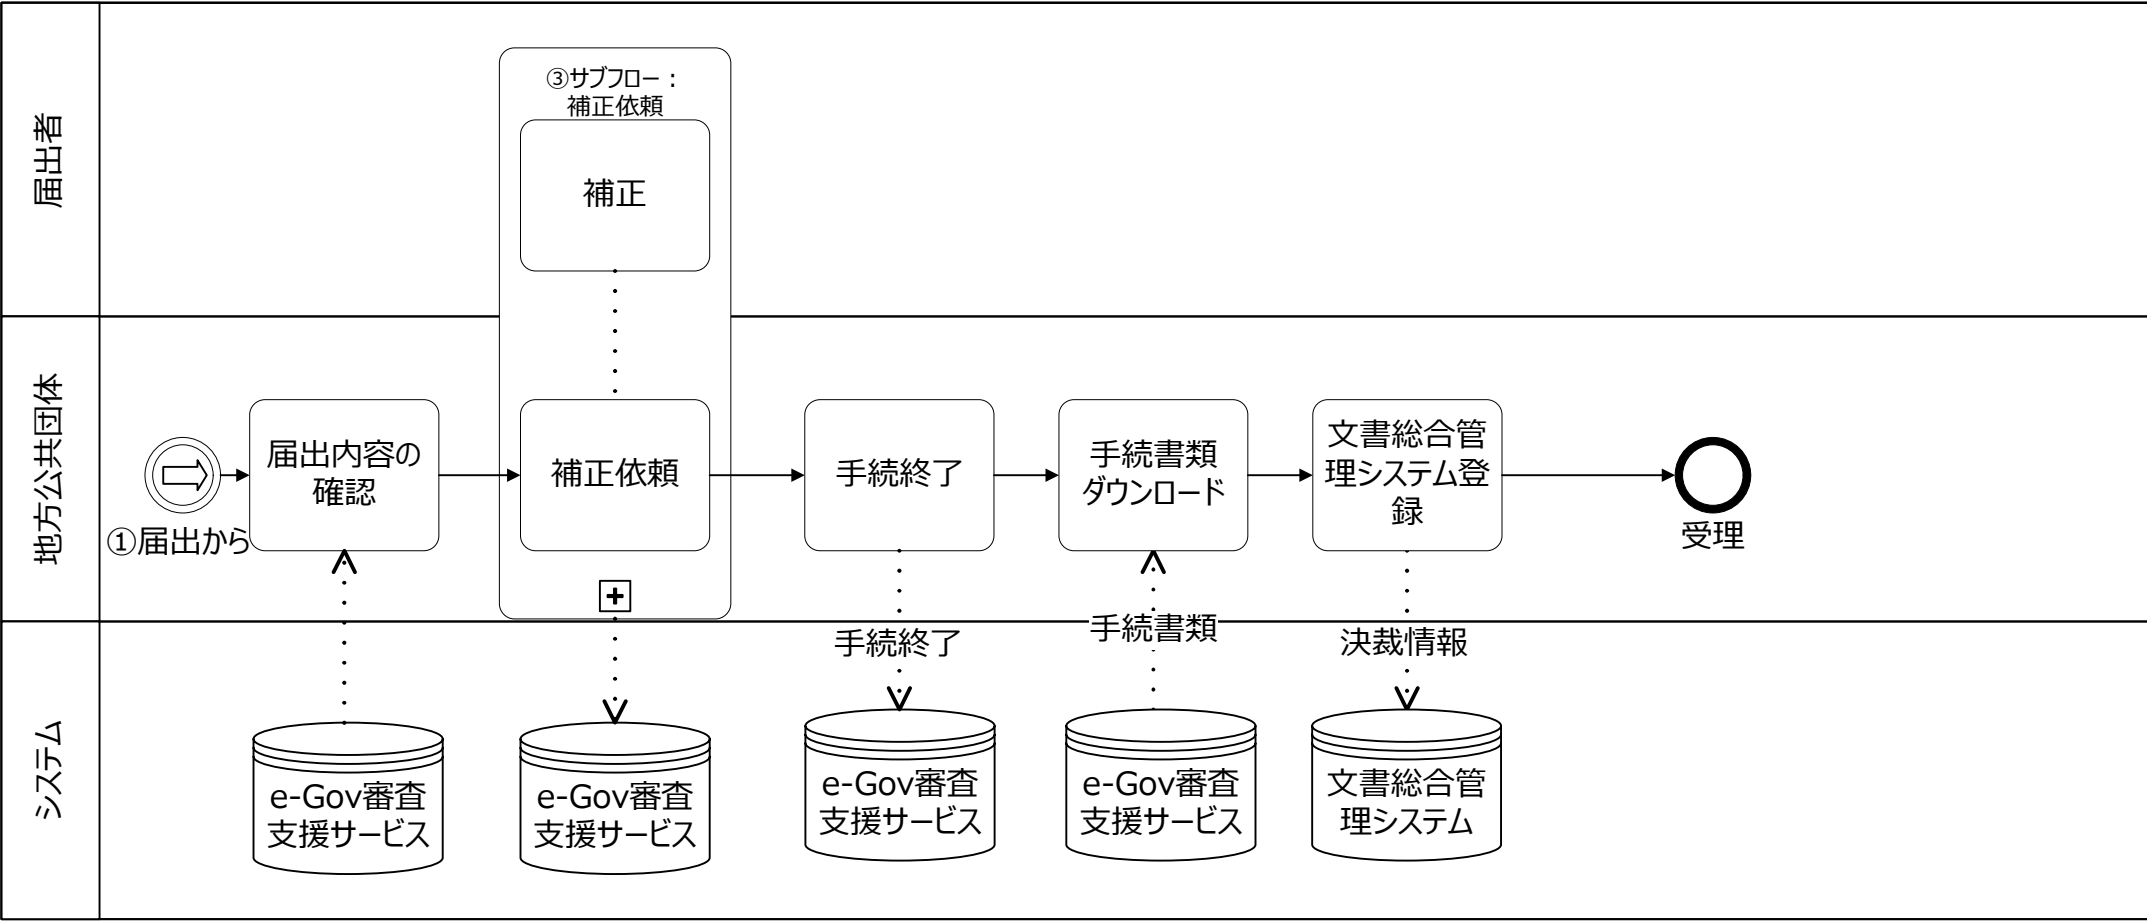 届出者
③サブフロー：
補正依頼
補正
地方公共団体
①届出から
届出内容の
確認
補正依頼
手続終了
手続書類
ダウンロード
文書総合管
理システム登
録
受理
手続終了
手続書類
決裁情報
システム
e-Gov審査
支援サービス
e-Gov審査
支援サービス
e-Gov審査
支援サービス
e-Gov審査
支援サービス
文書総合管
理システム